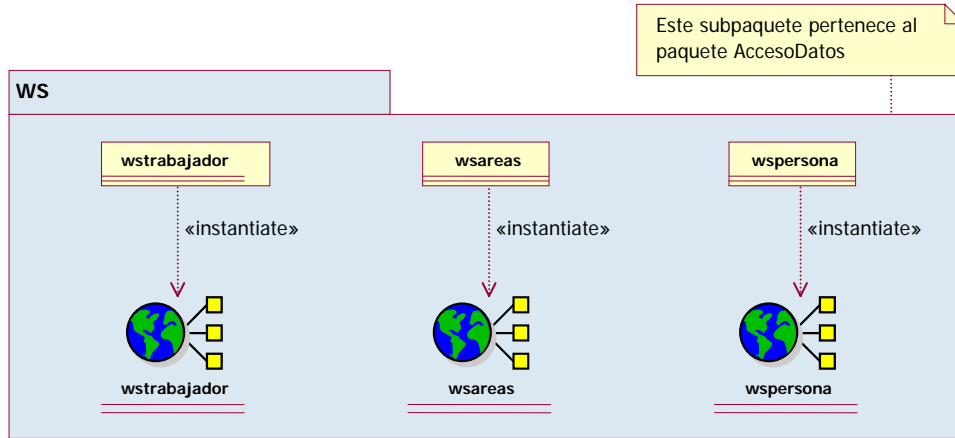 Este subpaquete pertenece al
paquete AccesoDatos
WS
wstrabajador
wsareas
wspersona
«instantiate»
«instantiate»
«instantiate»
wstrabajador
wsareas
wspersona